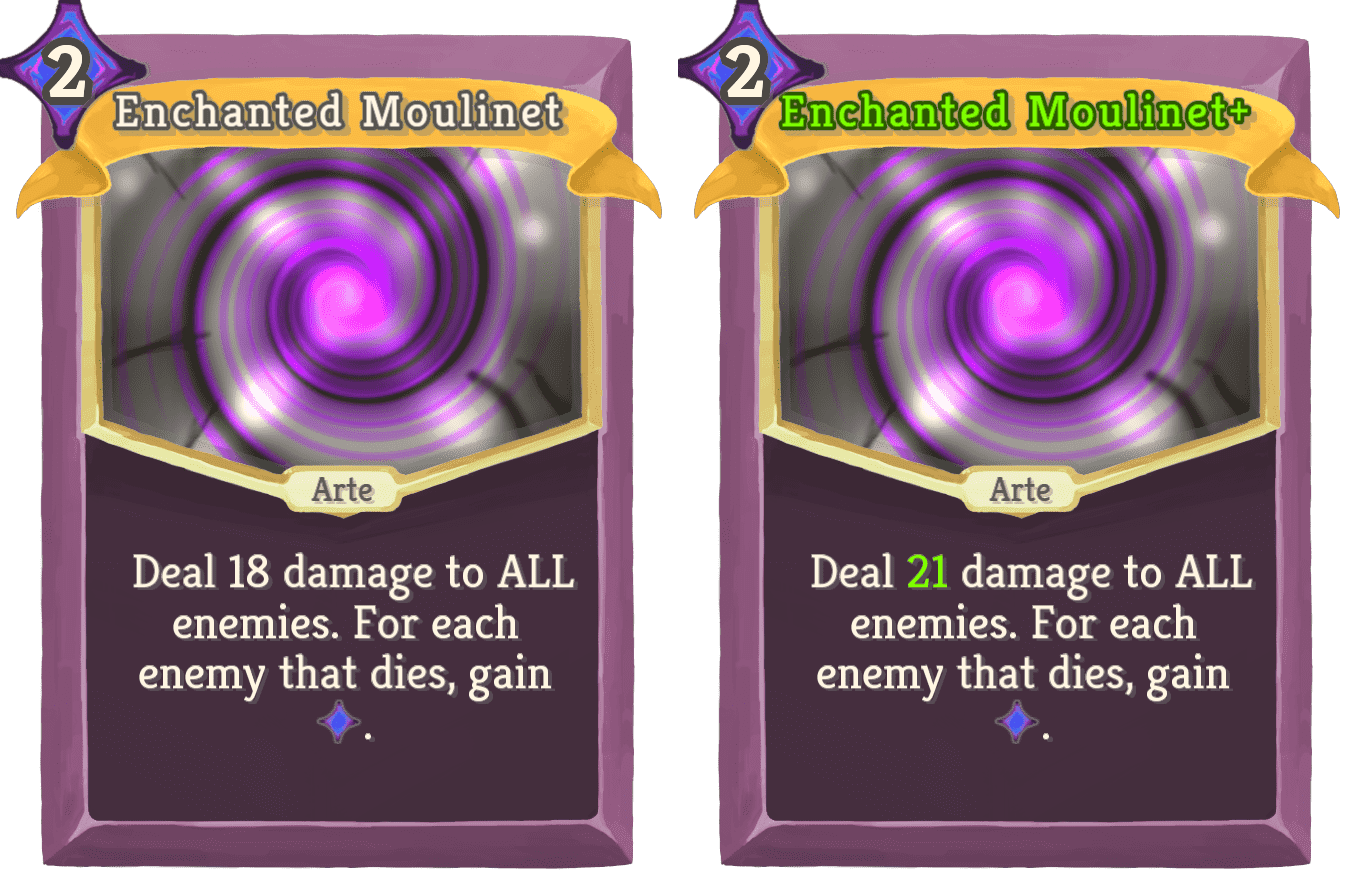 2
Enchanted Moulinet
Arte
Deal 18 damage to ALL
enemies. For each
enemy that dies, gain
.
2
Enchanted Moulinet+
Arte
Deal 21 damage to ALL
enemies. For each
enemy that dies, gain
.